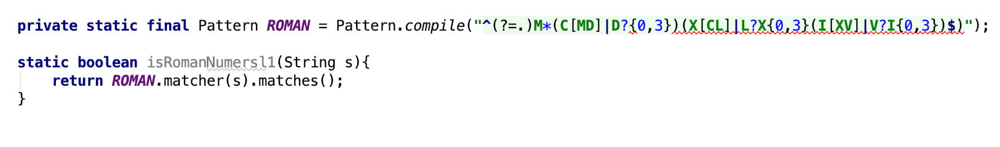 private static final Pattern ROMAN = Pattern.compile("^(?=.)M*(C[MD]|D?{0,3})(X[CL]|L?X{0,3}(I[XV]|V?I{0,3})$)");
static boolean isRomanNumersl1(String s){
return ROMAN.matcher(s).matches();
}